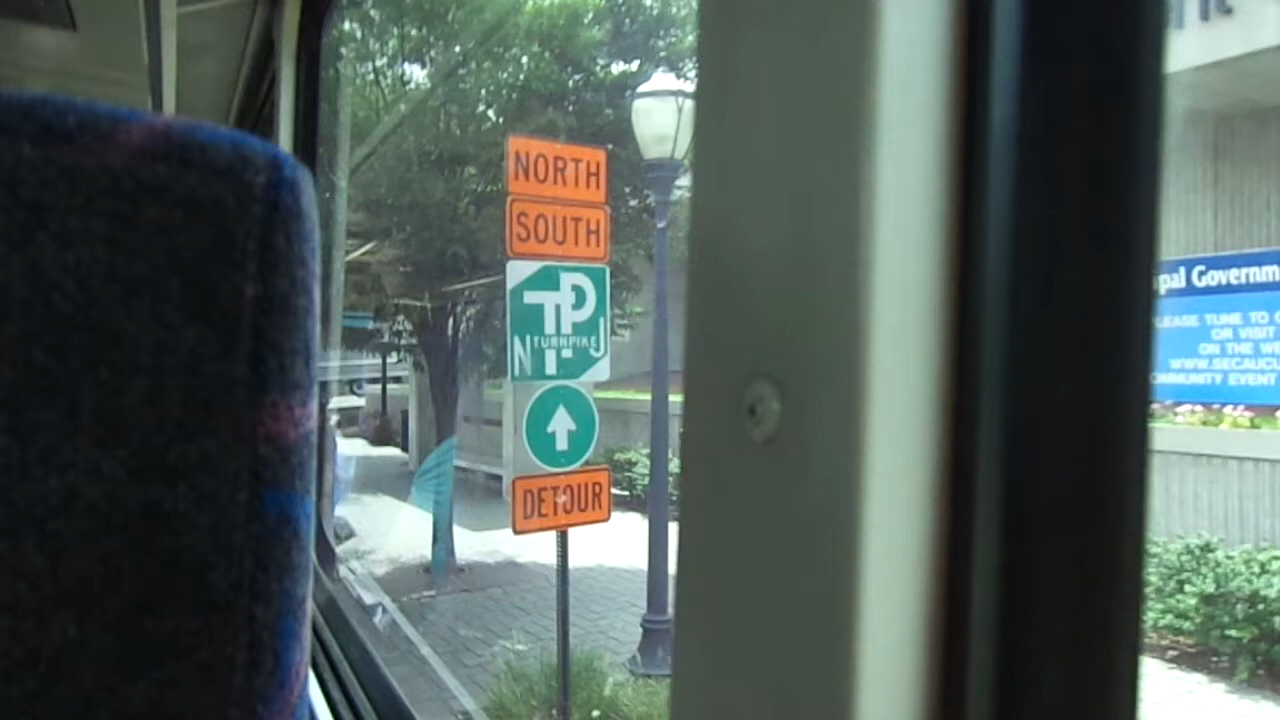 NORTH
SOUTH
TP
N TURNPIKE J
DETOUR
pal Governm
LEASE TUNE TO
OR VISIT
ON THE WE
WWW.SECAUCU
OMMUNITY EVENT